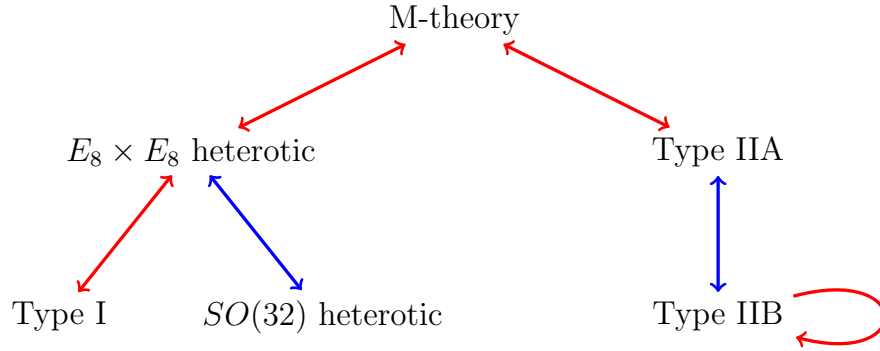 M-theory
E₈ × E₈ heterotic
Type IIA
Type I
SO(32) heterotic
Type IIB